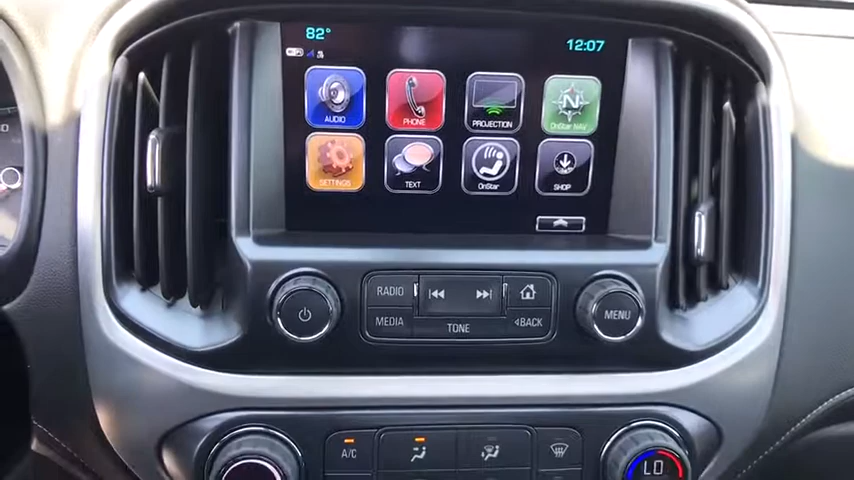 82°
12:07
AUDIO
PHONE
PROJECTION
OnStar NAV
N
SETTINGS
TEXT
OnStar
SHOP
RADIO
MEDIA
TONE
BACK
MENU
A/C
LO